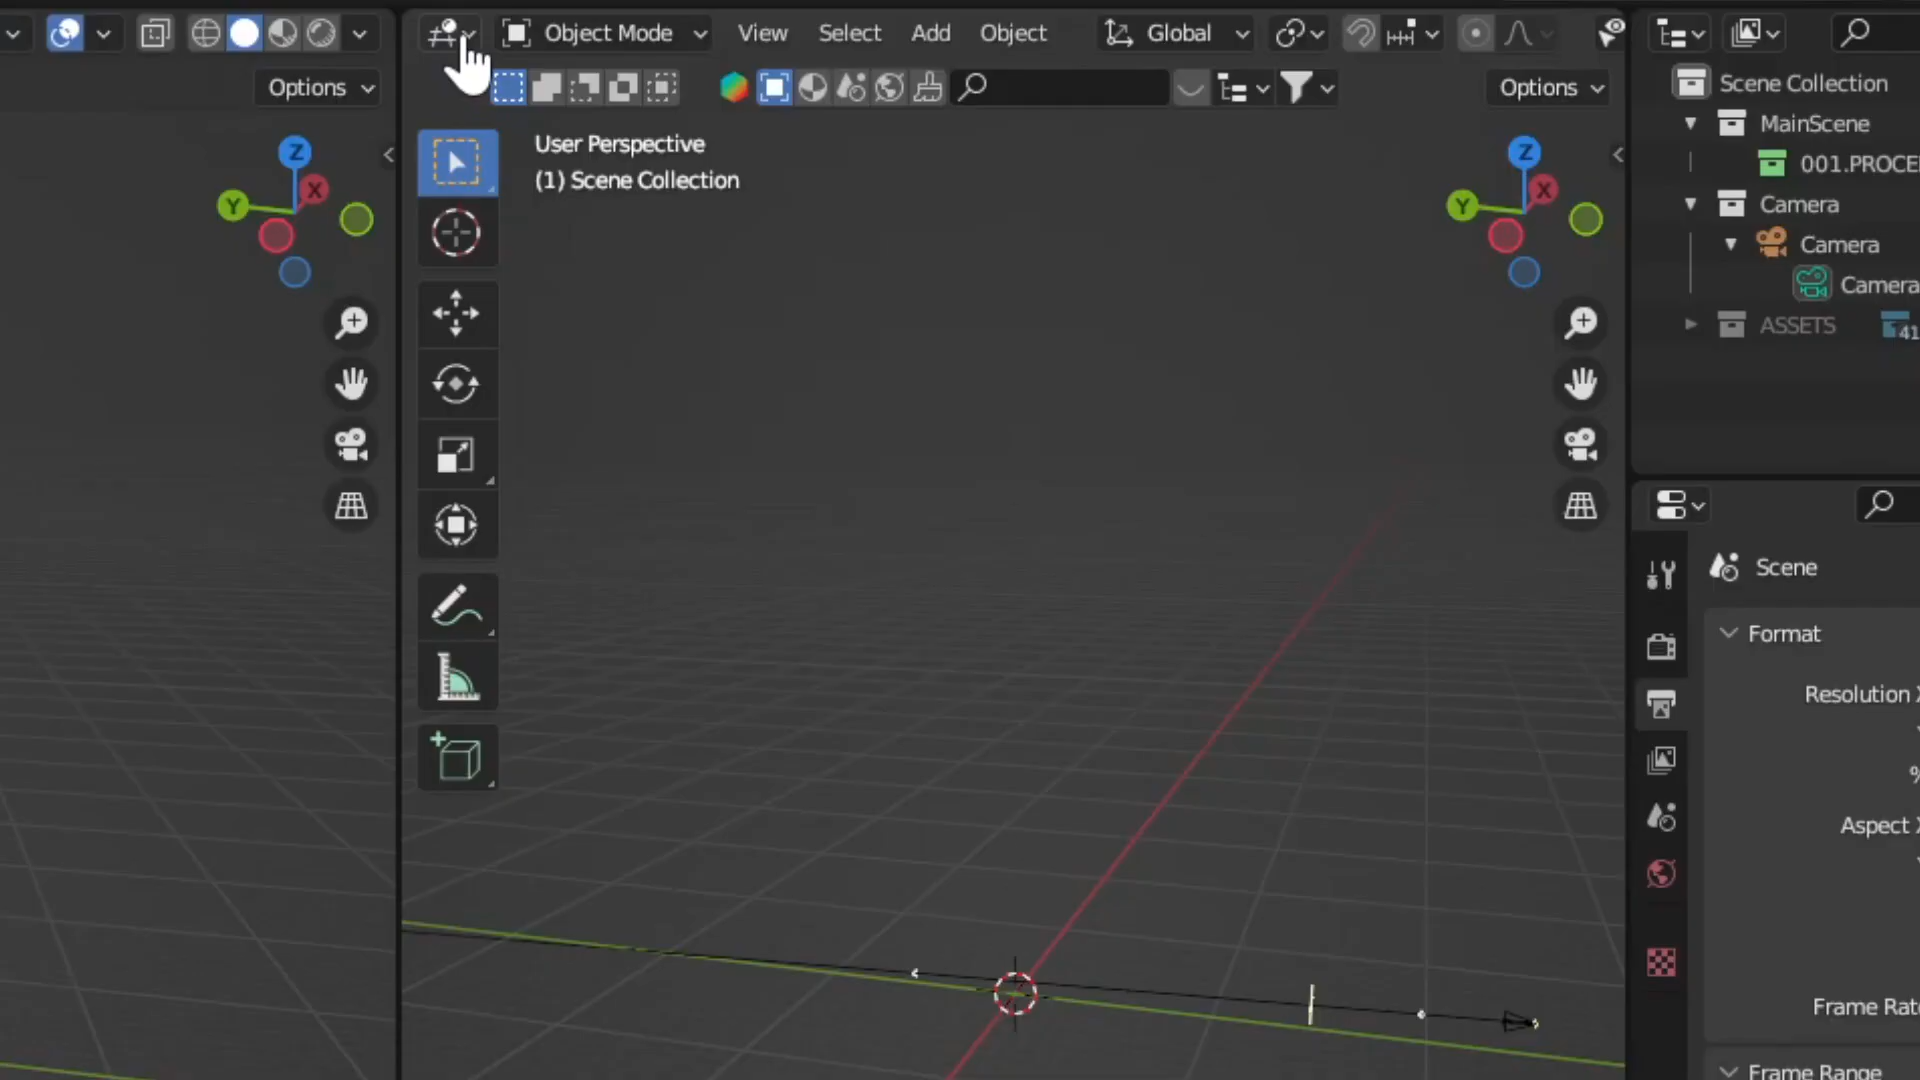 Object Mode
View
Select
Add
Object
Global
Options
Options
User Perspective
(1) Scene Collection
Z
X
Y
Z
X
Y
Scene Collection
MainScene
001.PROCE
Camera
Camera
Camera
ASSETS
41
Scene
Format
Resolution X
%
Aspect X
Frame Rat
Frame Range